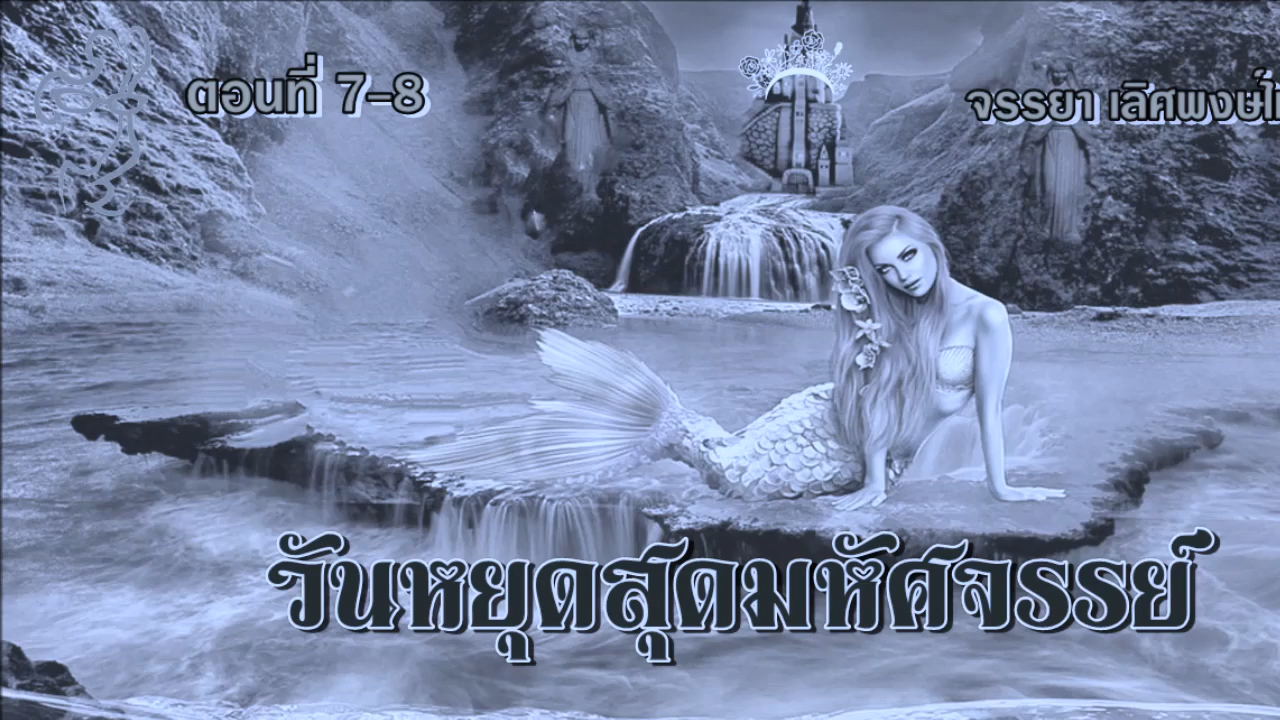 ตอนที่ 7-8
จรรยา เลิศพงษ์ไ
วันหยุดสุดมหัศจรรย์